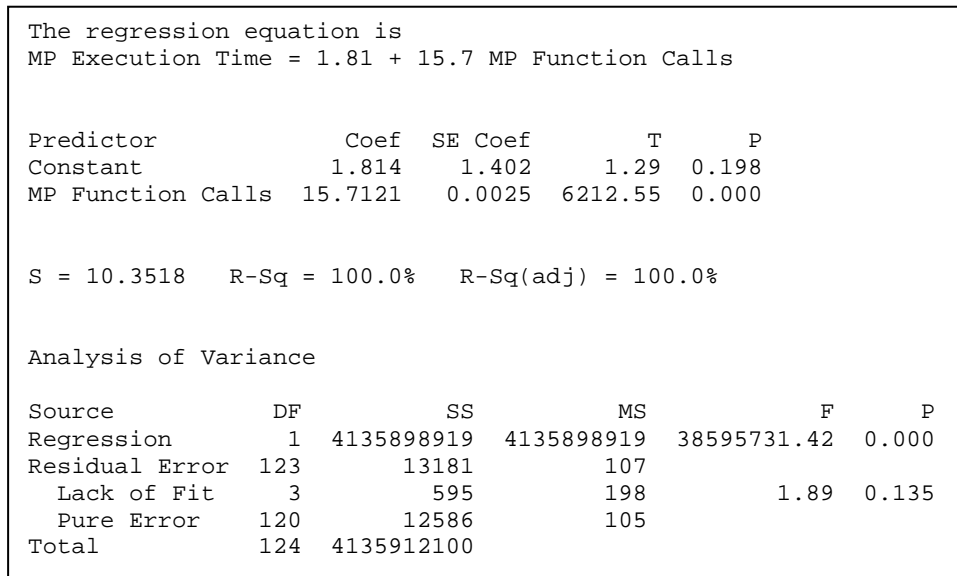 The regression equation is
MP Execution Time = 1.81 + 15.7 MP Function Calls
Predictor Coef SE Coef T P
Constant 1.814 1.402 1.29 0.198
MP Function Calls 15.7121 0.0025 6212.55 0.000
S = 10.3518 R-Sq = 100.0% R-Sq(adj) = 100.0%
Analysis of Variance
Source DF SS MS F P
Regression 1 4135898919 4135898919 38595731.42 0.000
Residual Error 123 13181 107
Lack of Fit 3 595 198 1.89 0.135
Pure Error 120 12586 105
Total 124 4135912100